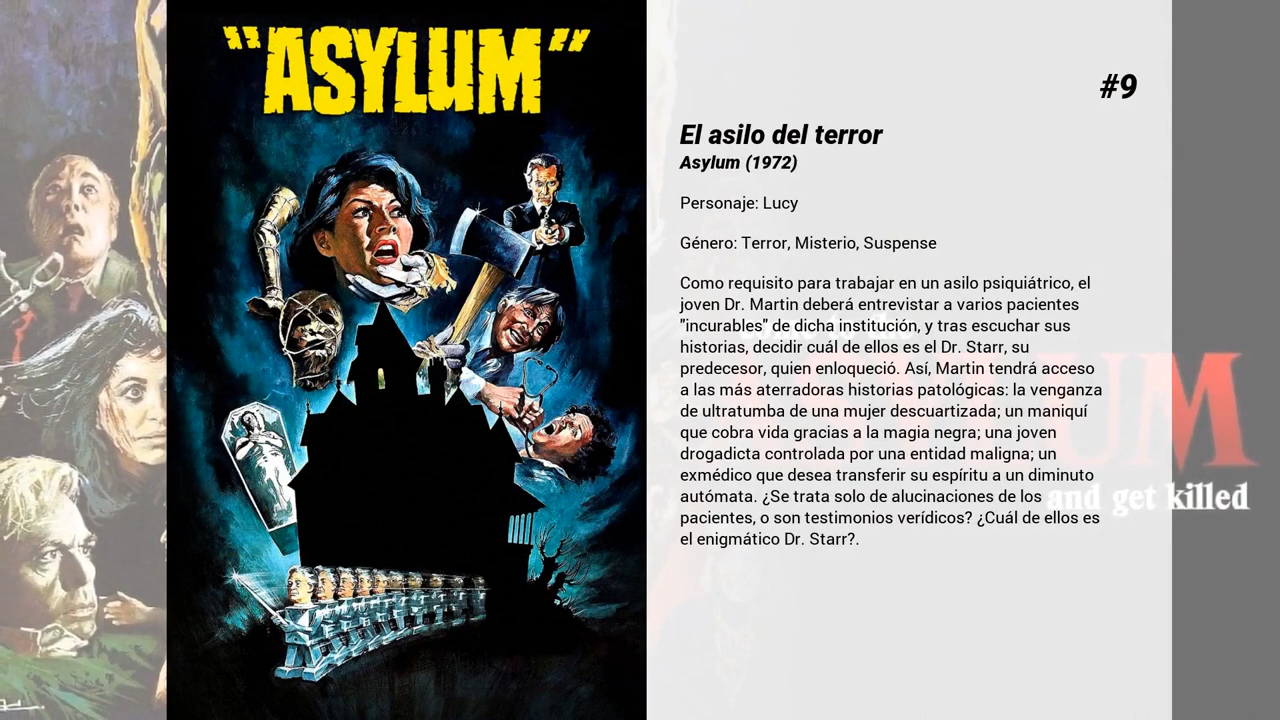 "ASYLUM"
#9
El asilo del terror
Asylum (1972)
Personaje: Lucy
Género: Terror, Misterio, Suspense
Como requisito para trabajar en un asilo psiquiátrico, el
joven Dr. Martin deberá entrevistar a varios pacientes
"incurables" de dicha institución, y tras escuchar sus
historias, decidir cuál de ellos es el Dr. Starr, su
predecesor, quien enloqueció. Así, Martin tendrá acceso
a las más aterradoras historias patológicas: la venganza
de ultratumba de una mujer descuartizada; un maniquí
que cobra vida gracias a la magia negra; una joven
drogadicta controlada por una entidad maligna; un
exmédico que desea transferir su espíritu a un diminuto
autómata. ¿Se trata solo de alucinaciones de los
pacientes, o son testimonios verídicos? ¿Cuál de ellos es
el enigmático Dr. Starr?.
UM
and get killed